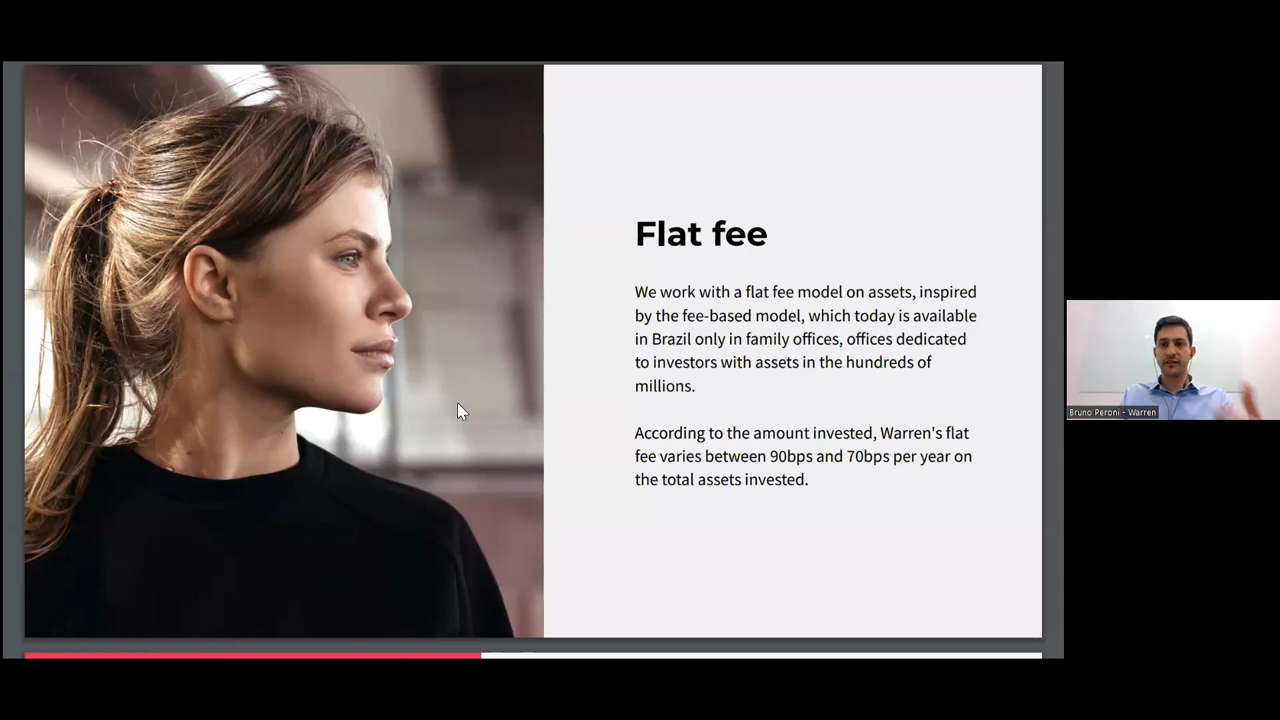 Flat fee
We work with a flat fee model on assets, inspired
by the fee-based model, which today is available
in Brazil only in family offices, offices dedicated
to investors with assets in the hundreds of
millions.
According to the amount invested, Warren's flat
fee varies between 90bps and 70bps per year on
the total assets invested.
Bruno Peroni - Warren